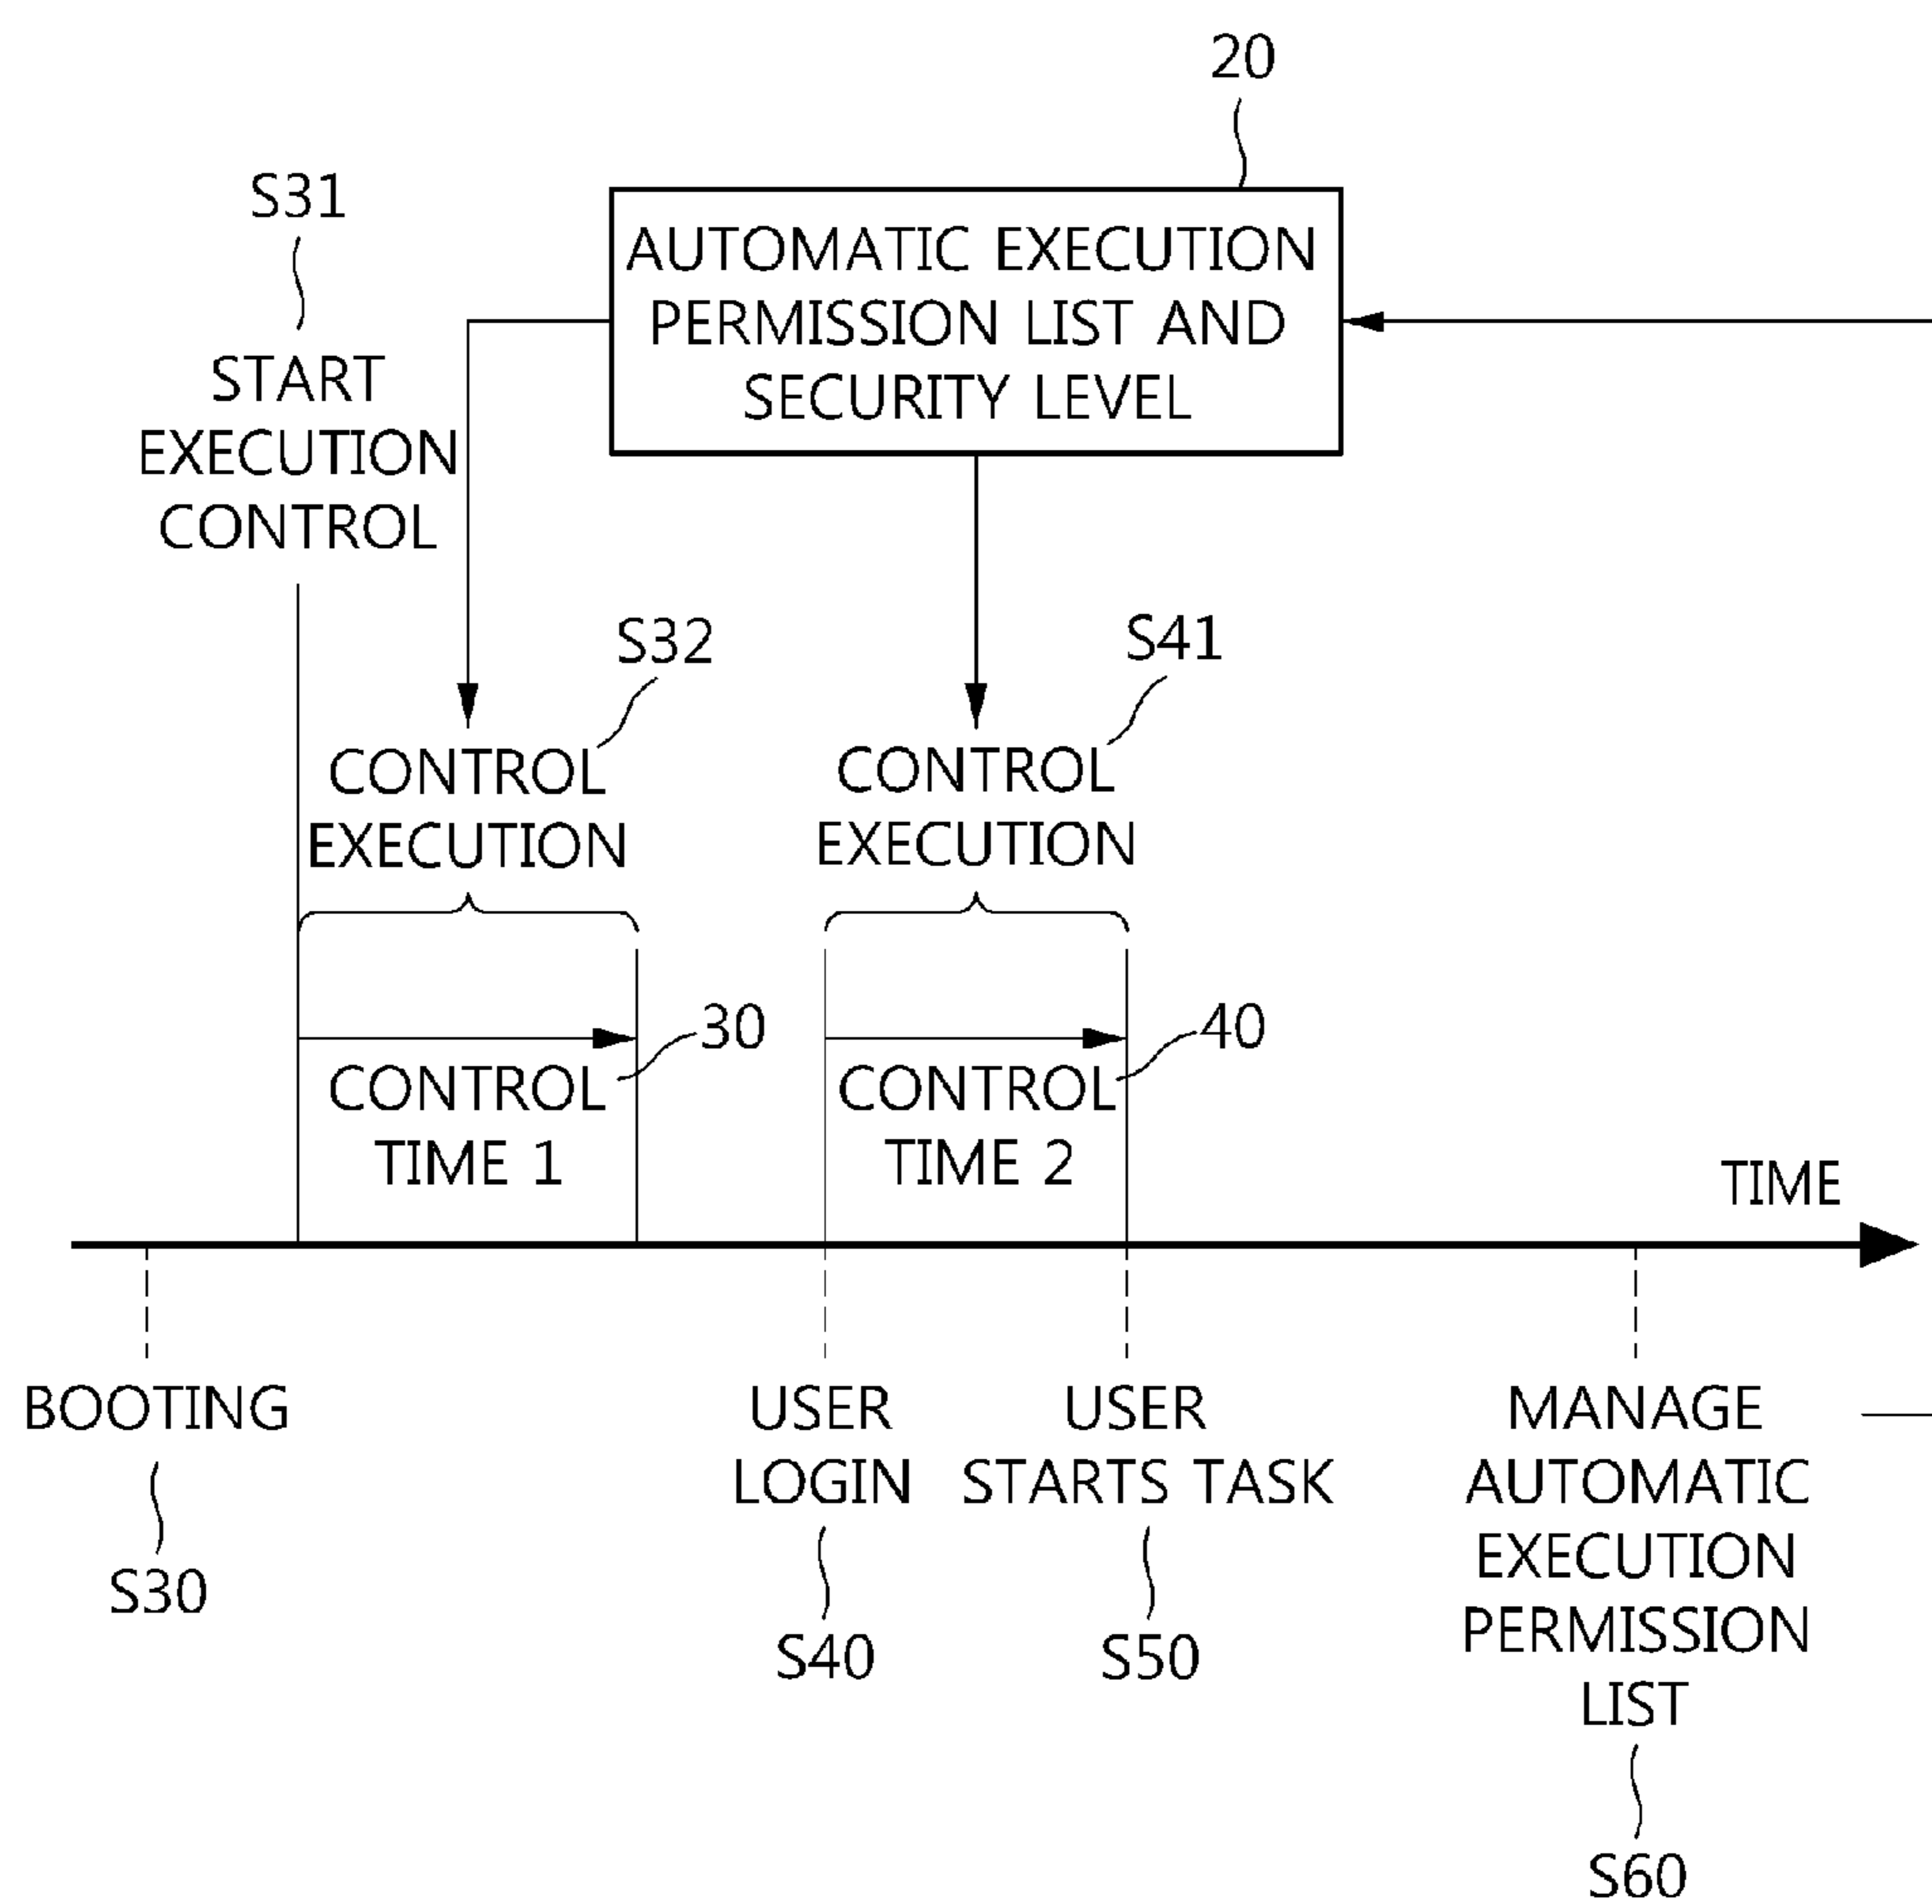 20
S31
AUTOMATIC EXECUTION
PERMISSION LIST AND
SECURITY LEVEL
START
EXECUTION
CONTROL
S32
S41
CONTROL
EXECUTION
CONTROL
EXECUTION
30
40
CONTROL
TIME 1
CONTROL
TIME 2
TIME
BOOTING
S30
USER
LOGIN
S40
USER
STARTS TASK
S50
MANAGE
AUTOMATIC
EXECUTION
PERMISSION
LIST
S60